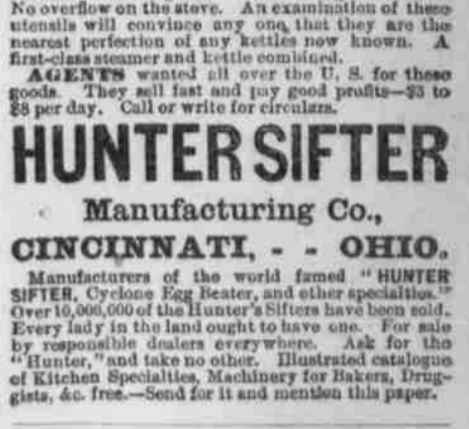 No overflow on the stove. An examination of these
utensils will convince any one, that they are the
nearest perfection of any kettles now known. A
first-class steamer and kettle combined.
AGENTS wanted all over the U. S. for these
goods. They sell fast and pay good profits—$3 to
$8 per day. Call or write for circulars.
HUNTER SIFTER
Manufacturing Co.,
CINCINNATI, - - OHIO.
Manufacturers of the world famed "HUNTER
SIFTER, Cyclone Egg Beater, and other specialties."
Over 10,000,000 of the Hunter's Sifters have been sold.
Every lady in the land ought to have one. For sale
by responsible dealers everywhere. Ask for the
"Hunter," and take no other. Illustrated catalogue
of Kitchen Specialties, Machinery for Bakers, Drug-
gists, &c. free.—Send for it and mention this paper.